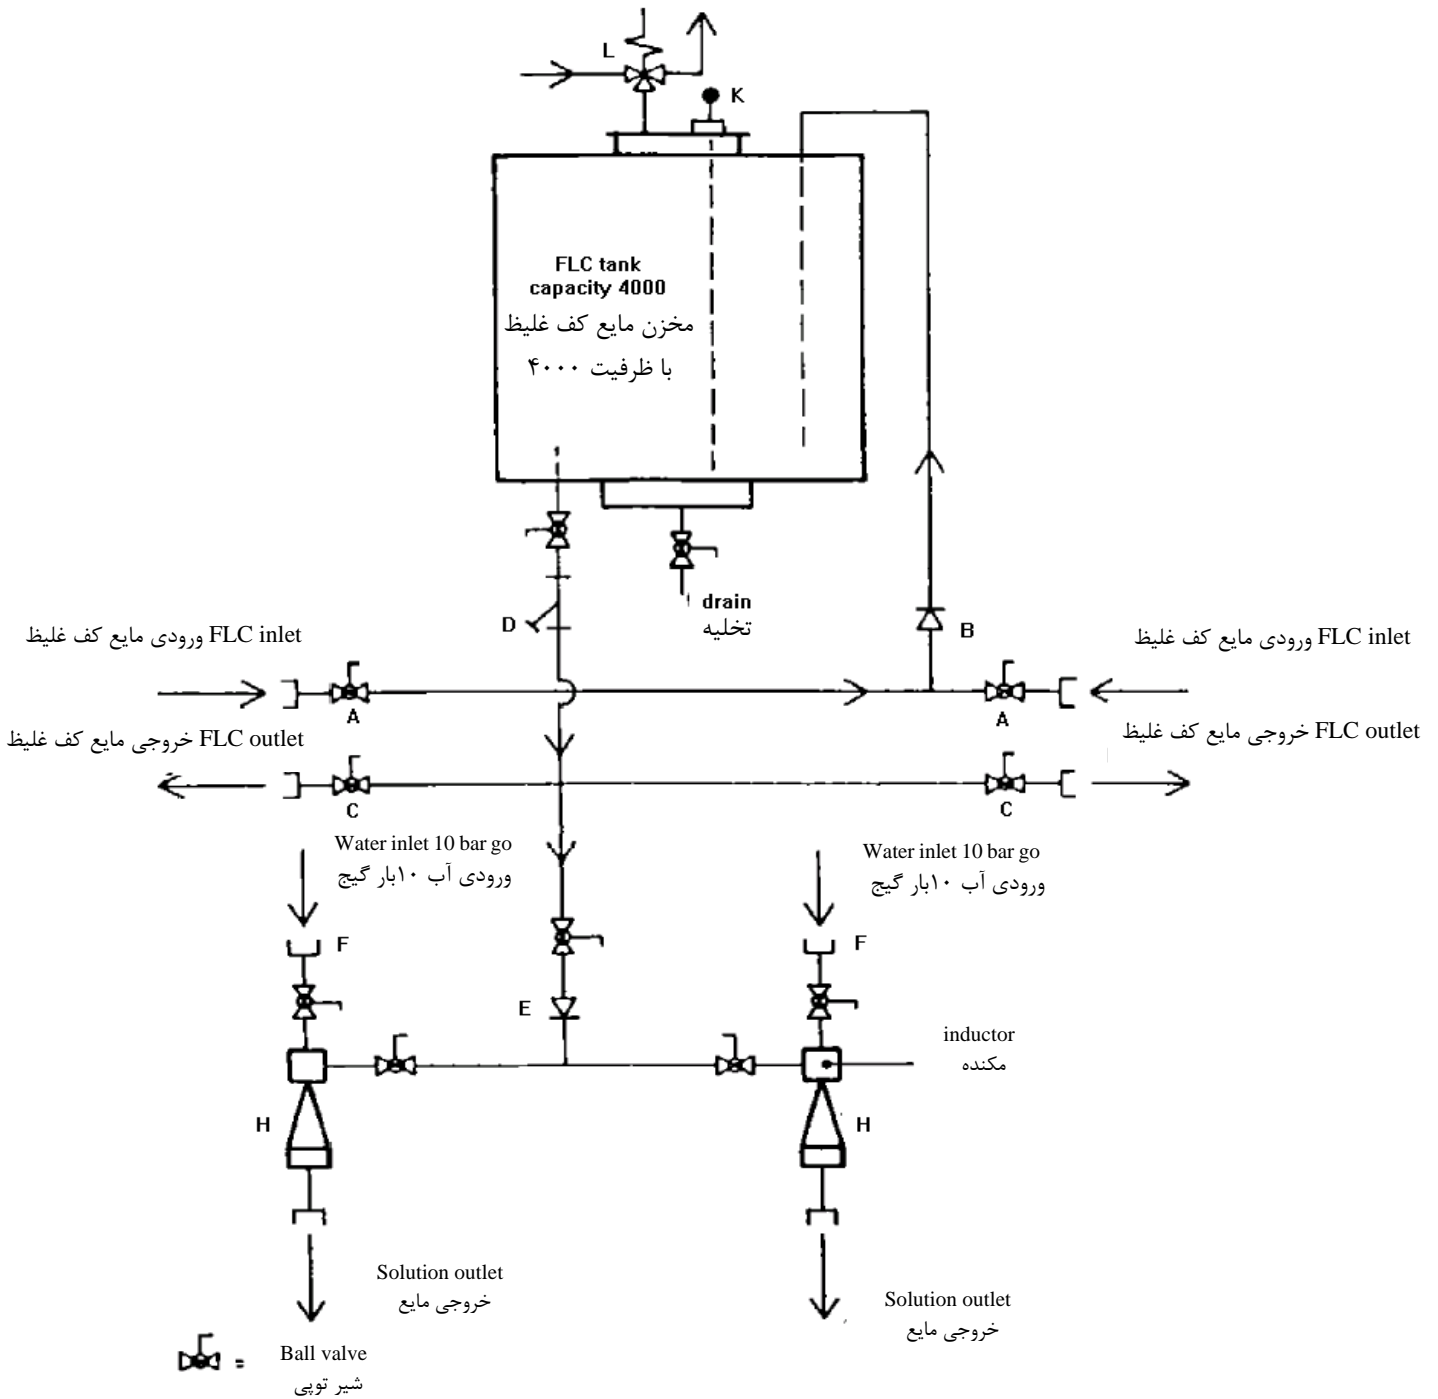 L
K
FLC tank
capacity 4000
مخزن مایع کف غلیظ
با ظرفیت ۴۰۰۰
D
drain
تخلیه
B
FLC inlet ورودی مایع کف غلیظ
FLC inlet ورودی مایع کف غلیظ
A
A
FLC outlet خروجی مایع کف غلیظ
FLC outlet خروجی مایع کف غلیظ
C
C
Water inlet 10 bar go
ورودی آب ۱۰بار گیج
Water inlet 10 bar go
ورودی آب ۱۰بار گیج
F
F
E
inductor
مکنده
H
H
Solution outlet
خروجی مایع
Solution outlet
خروجی مایع
= Ball valve
شیر توپی